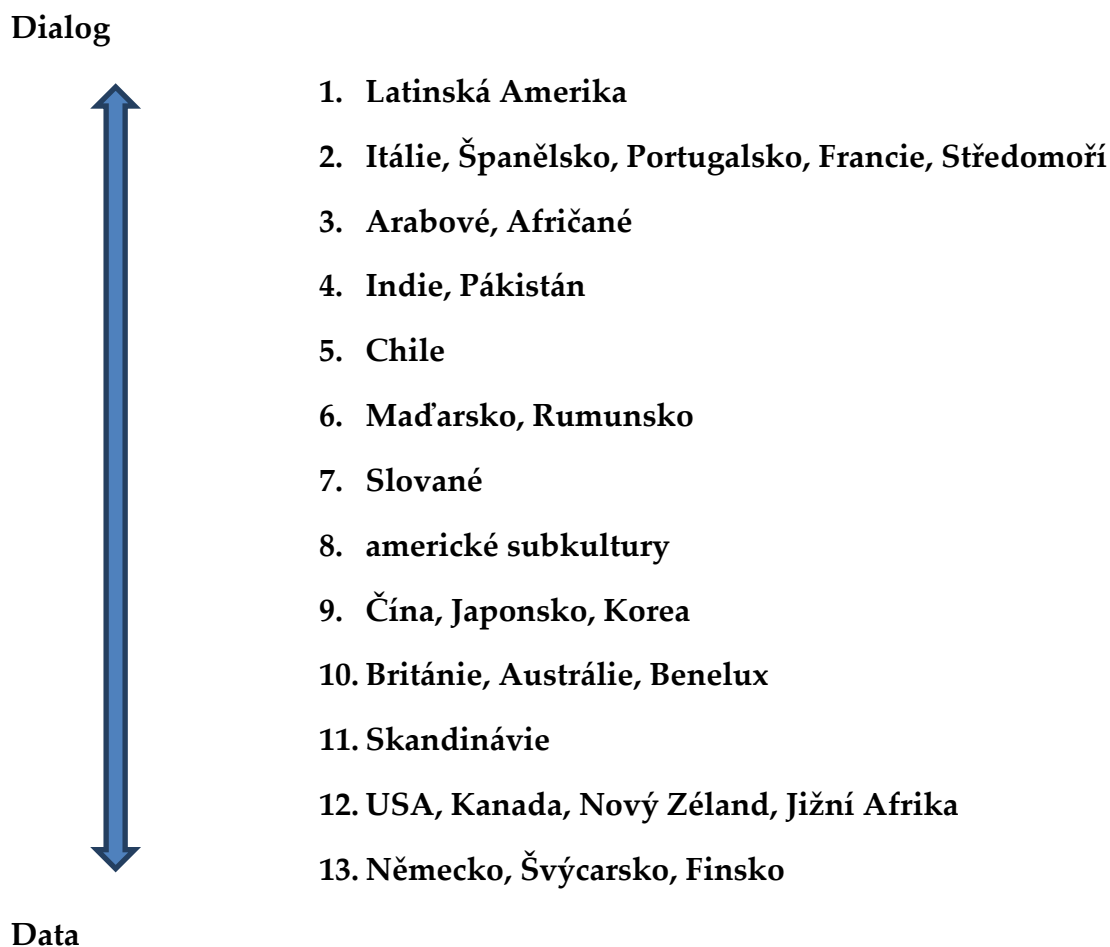 Dialog
1. Latinská Amerika
2. Itálie, Španělsko, Portugalsko, Francie, Středomoří
3. Arabové, Afričané
4. Indie, Pákistán
5. Chile
6. Maďarsko, Rumunsko
7. Slované
8. americké subkultury
9. Čína, Japonsko, Korea
10. Británie, Austrálie, Benelux
11. Skandinávie
12. USA, Kanada, Nový Zéland, Jižní Afrika
13. Německo, Švýcarsko, Finsko
Data